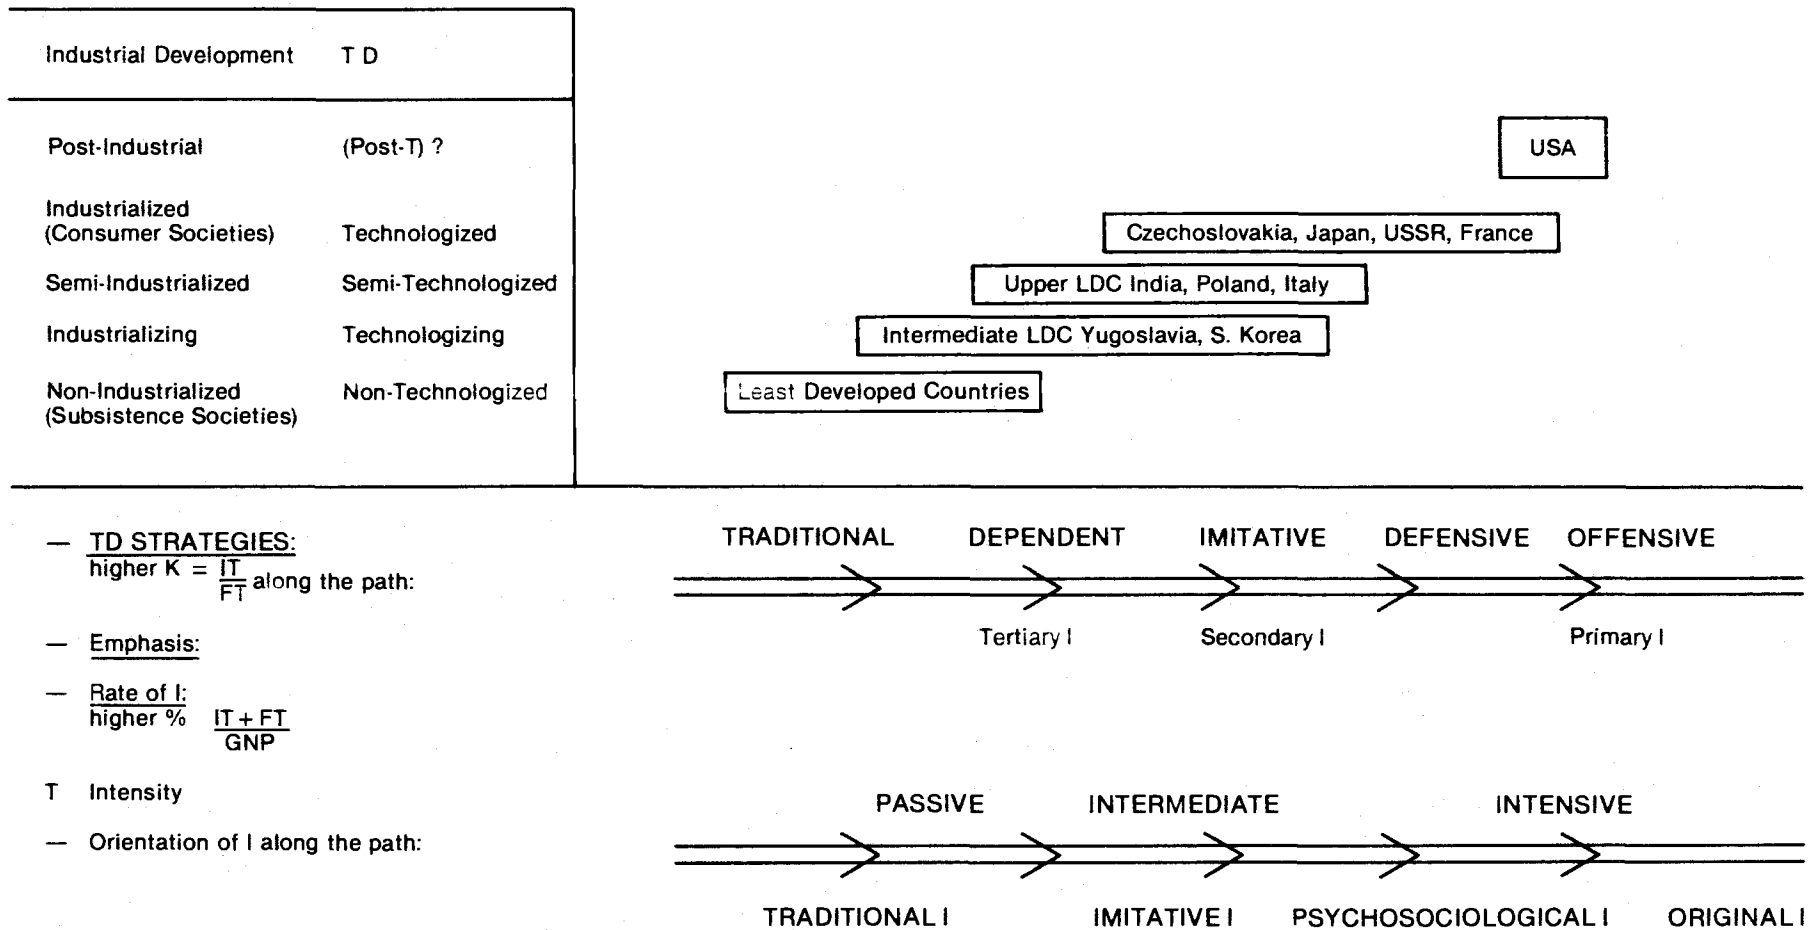 Industrial Development T D
Post-Industrial (Post-T) ?
USA
Industrialized
(Consumer Societies) Technologized
Czechoslovakia, Japan, USSR, France
Semi-Industrialized Semi-Technologized
Upper LDC India, Poland, Italy
Industrializing Technologizing
Intermediate LDC Yugoslavia, S. Korea
Non-Industrialized Non-Technologized
(Subsistence Societies)
Least Developed Countries
— TD STRATEGIES:
higher K = IT/FT along the path:
TRADITIONAL DEPENDENT IMITATIVE DEFENSIVE OFFENSIVE
— Emphasis:
Tertiary I Secondary I Primary I
— Rate of I:
higher % IT + FT
GNP
T Intensity
PASSIVE INTERMEDIATE INTENSIVE
— Orientation of I along the path:
TRADITIONAL I IMITATIVE I PSYCHOSOCIOLOGICAL I ORIGINAL I